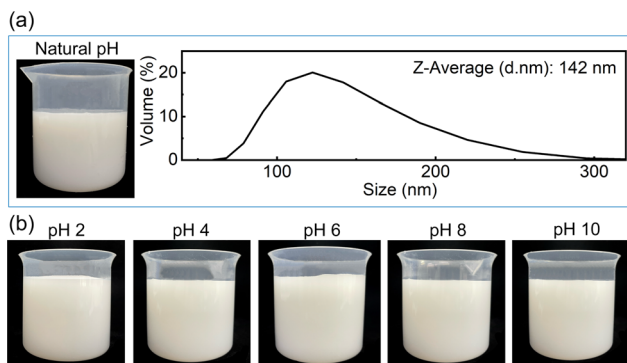 (a)
Natural pH
Z-Average (d.nm): 142 nm
Volume (%)
20
10
0
100
200
300
Size (nm)
(b)
pH 2
pH 4
pH 6
pH 8
pH 10